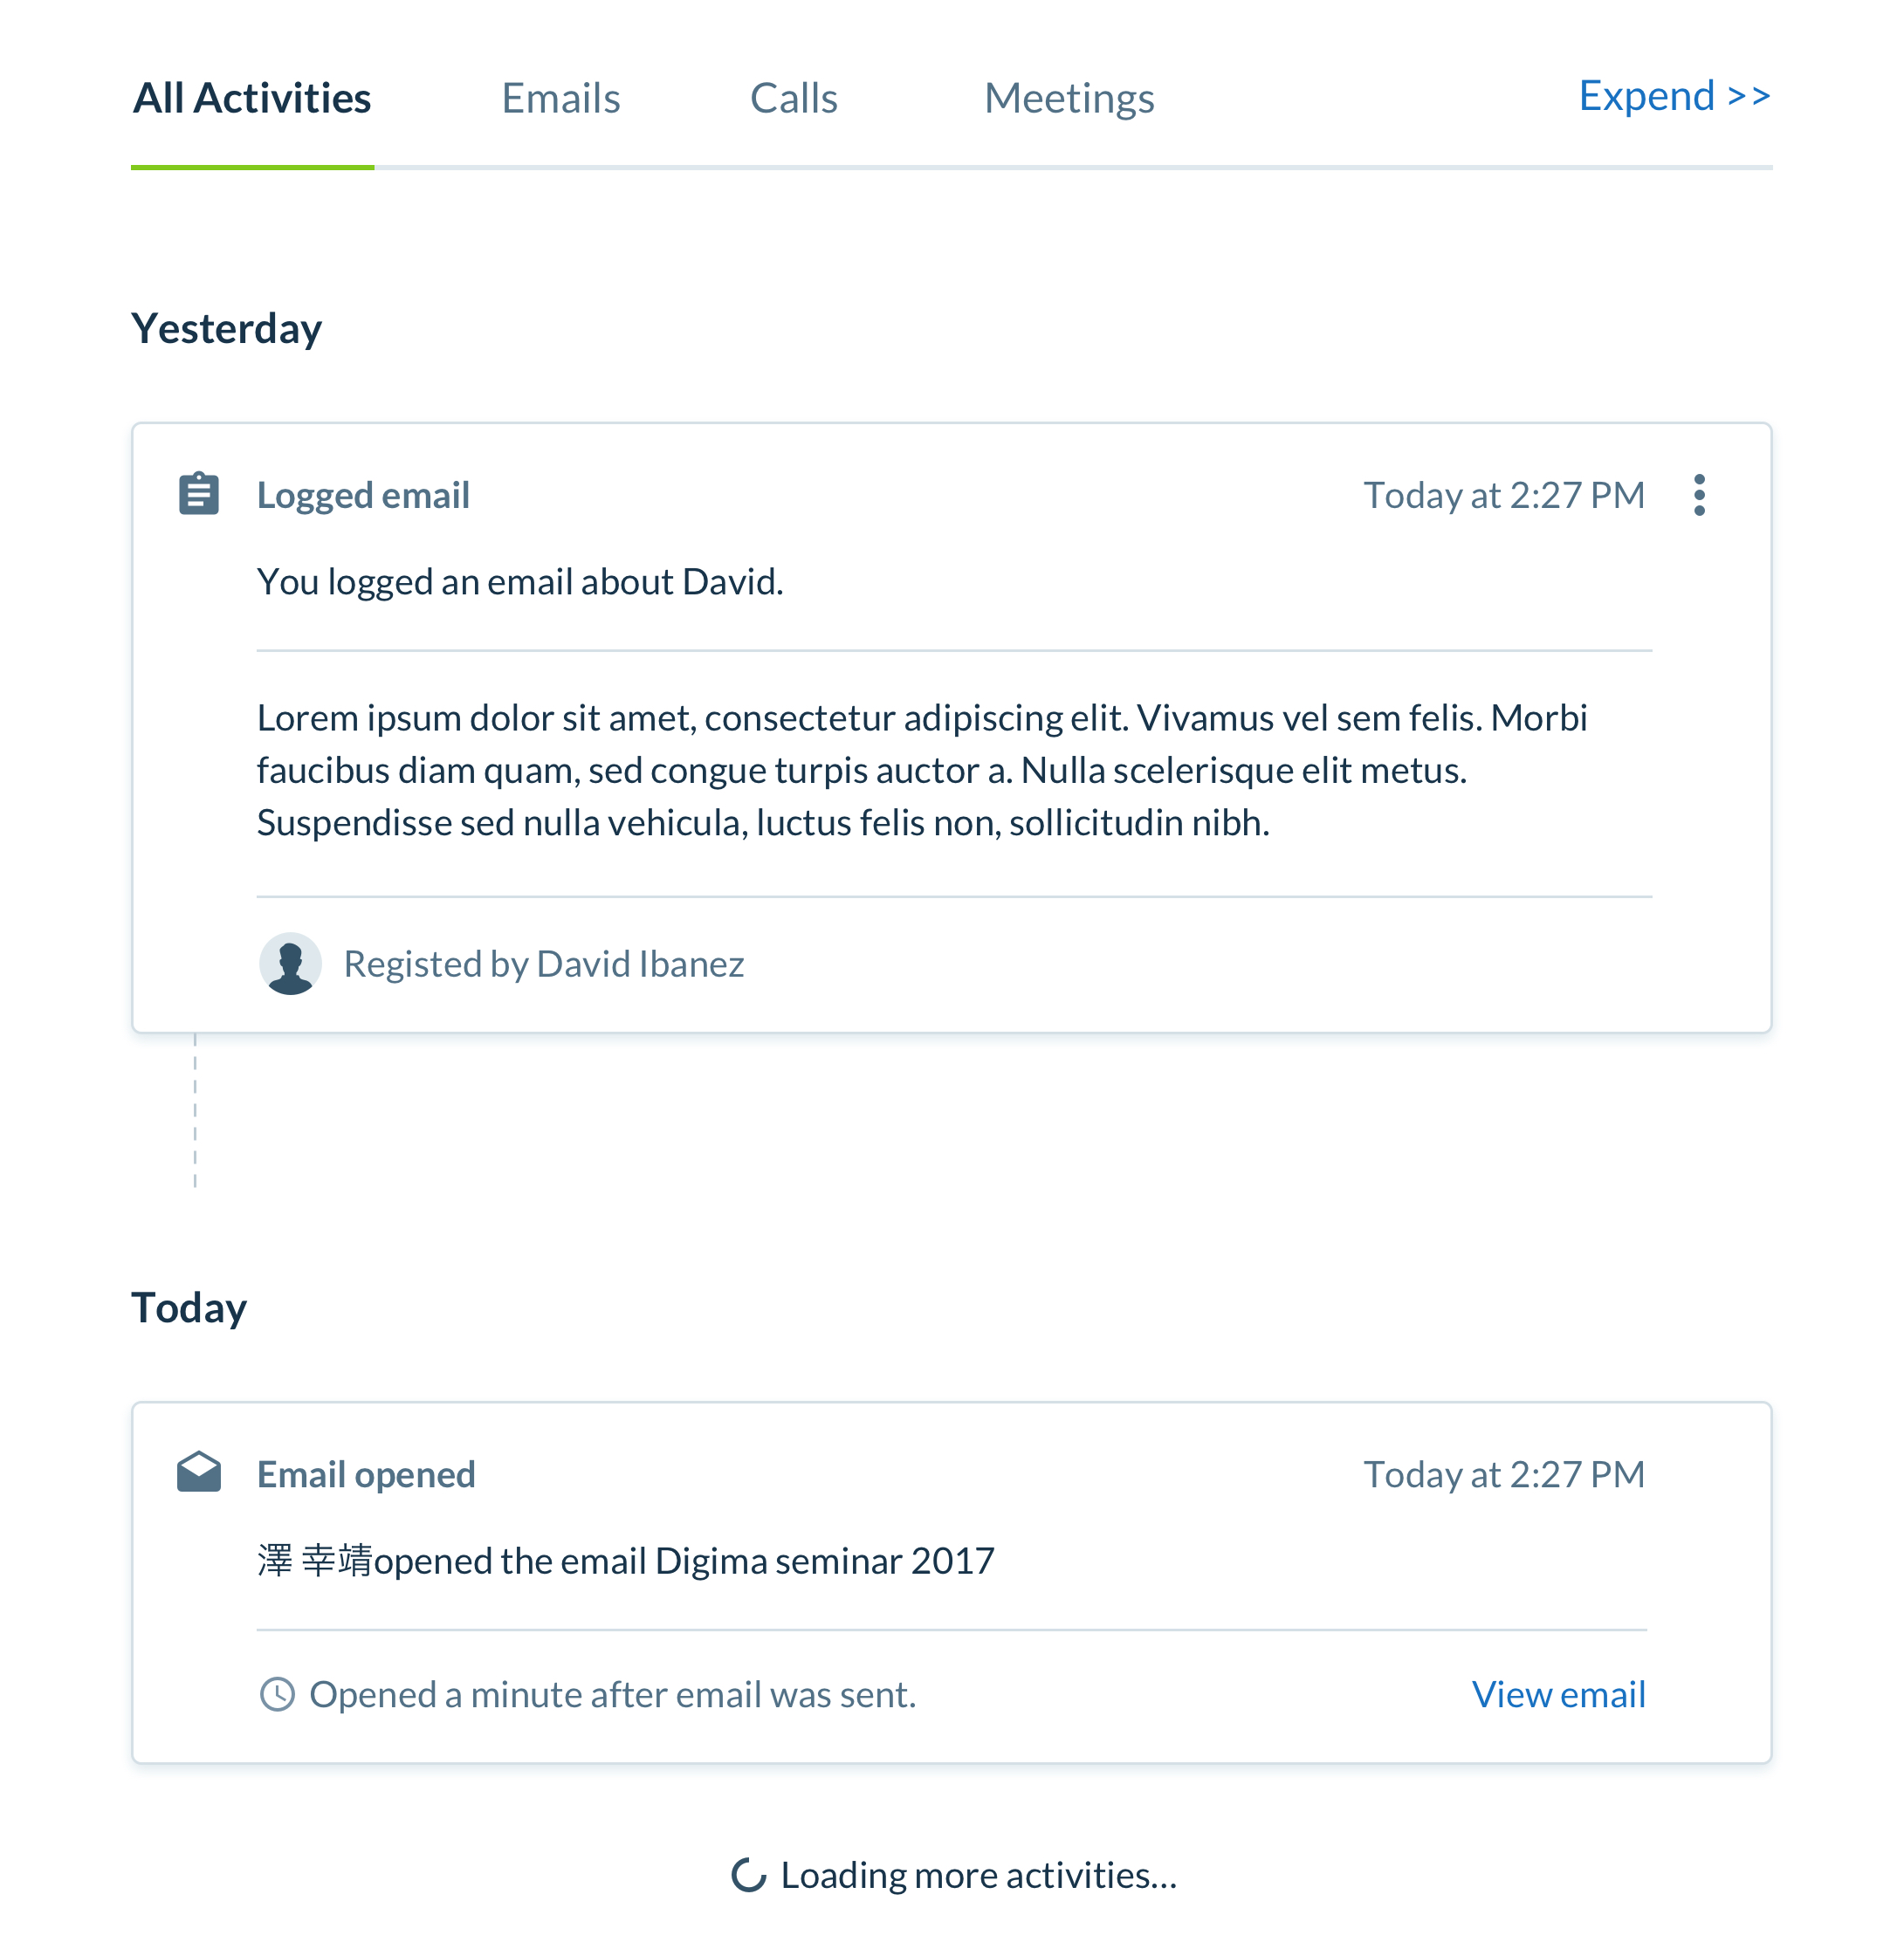 All Activities Emails Calls Meetings Expend >>
Yesterday
Logged email Today at 2:27 PM
You logged an email about David.
Lorem ipsum dolor sit amet, consectetur adipiscing elit. Vivamus vel sem felis. Morbi
faucibus diam quam, sed congue turpis auctor a. Nulla scelerisque elit metus.
Suspendisse sed nulla vehicula, luctus felis non, sollicitudin nibh.
Registed by David Ibanez
Today
Email opened Today at 2:27 PM
澤 幸靖opened the email Digima seminar 2017
Opened a minute after email was sent. View email
Loading more activities...